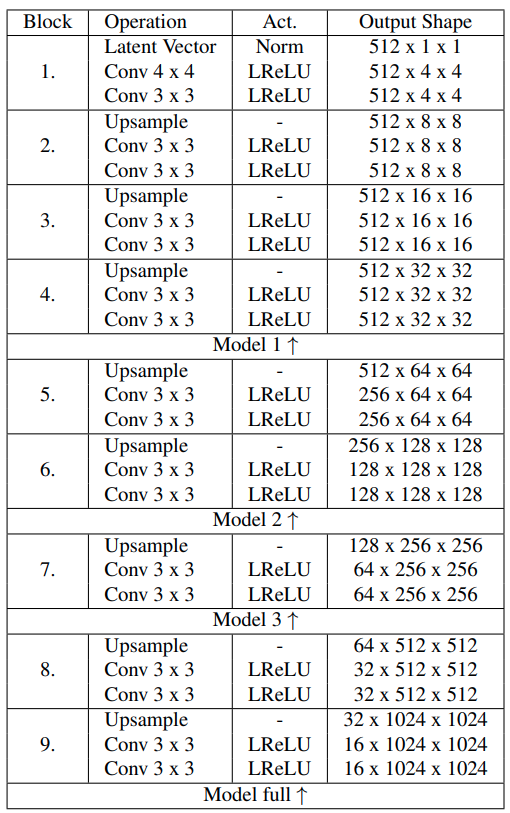 Block Operation Act. Output Shape
Latent Vector Norm 512 x 1 x 1
1. Conv 4 x 4 LReLU 512 x 4 x 4
Conv 3 x 3 LReLU 512 x 4 x 4
Upsample - 512 x 8 x 8
2. Conv 3 x 3 LReLU 512 x 8 x 8
Conv 3 x 3 LReLU 512 x 8 x 8
Upsample - 512 x 16 x 16
3. Conv 3 x 3 LReLU 512 x 16 x 16
Conv 3 x 3 LReLU 512 x 16 x 16
Upsample - 512 x 32 x 32
4. Conv 3 x 3 LReLU 512 x 32 x 32
Conv 3 x 3 LReLU 512 x 32 x 32
Model 1 ↑
Upsample - 512 x 64 x 64
5. Conv 3 x 3 LReLU 256 x 64 x 64
Conv 3 x 3 LReLU 256 x 64 x 64
Upsample - 256 x 128 x 128
6. Conv 3 x 3 LReLU 128 x 128 x 128
Conv 3 x 3 LReLU 128 x 128 x 128
Model 2 ↑
Upsample - 128 x 256 x 256
7. Conv 3 x 3 LReLU 64 x 256 x 256
Conv 3 x 3 LReLU 64 x 256 x 256
Model 3 ↑
Upsample - 64 x 512 x 512
8. Conv 3 x 3 LReLU 32 x 512 x 512
Conv 3 x 3 LReLU 32 x 512 x 512
Upsample - 32 x 1024 x 1024
9. Conv 3 x 3 LReLU 16 x 1024 x 1024
Conv 3 x 3 LReLU 16 x 1024 x 1024
Model full ↑